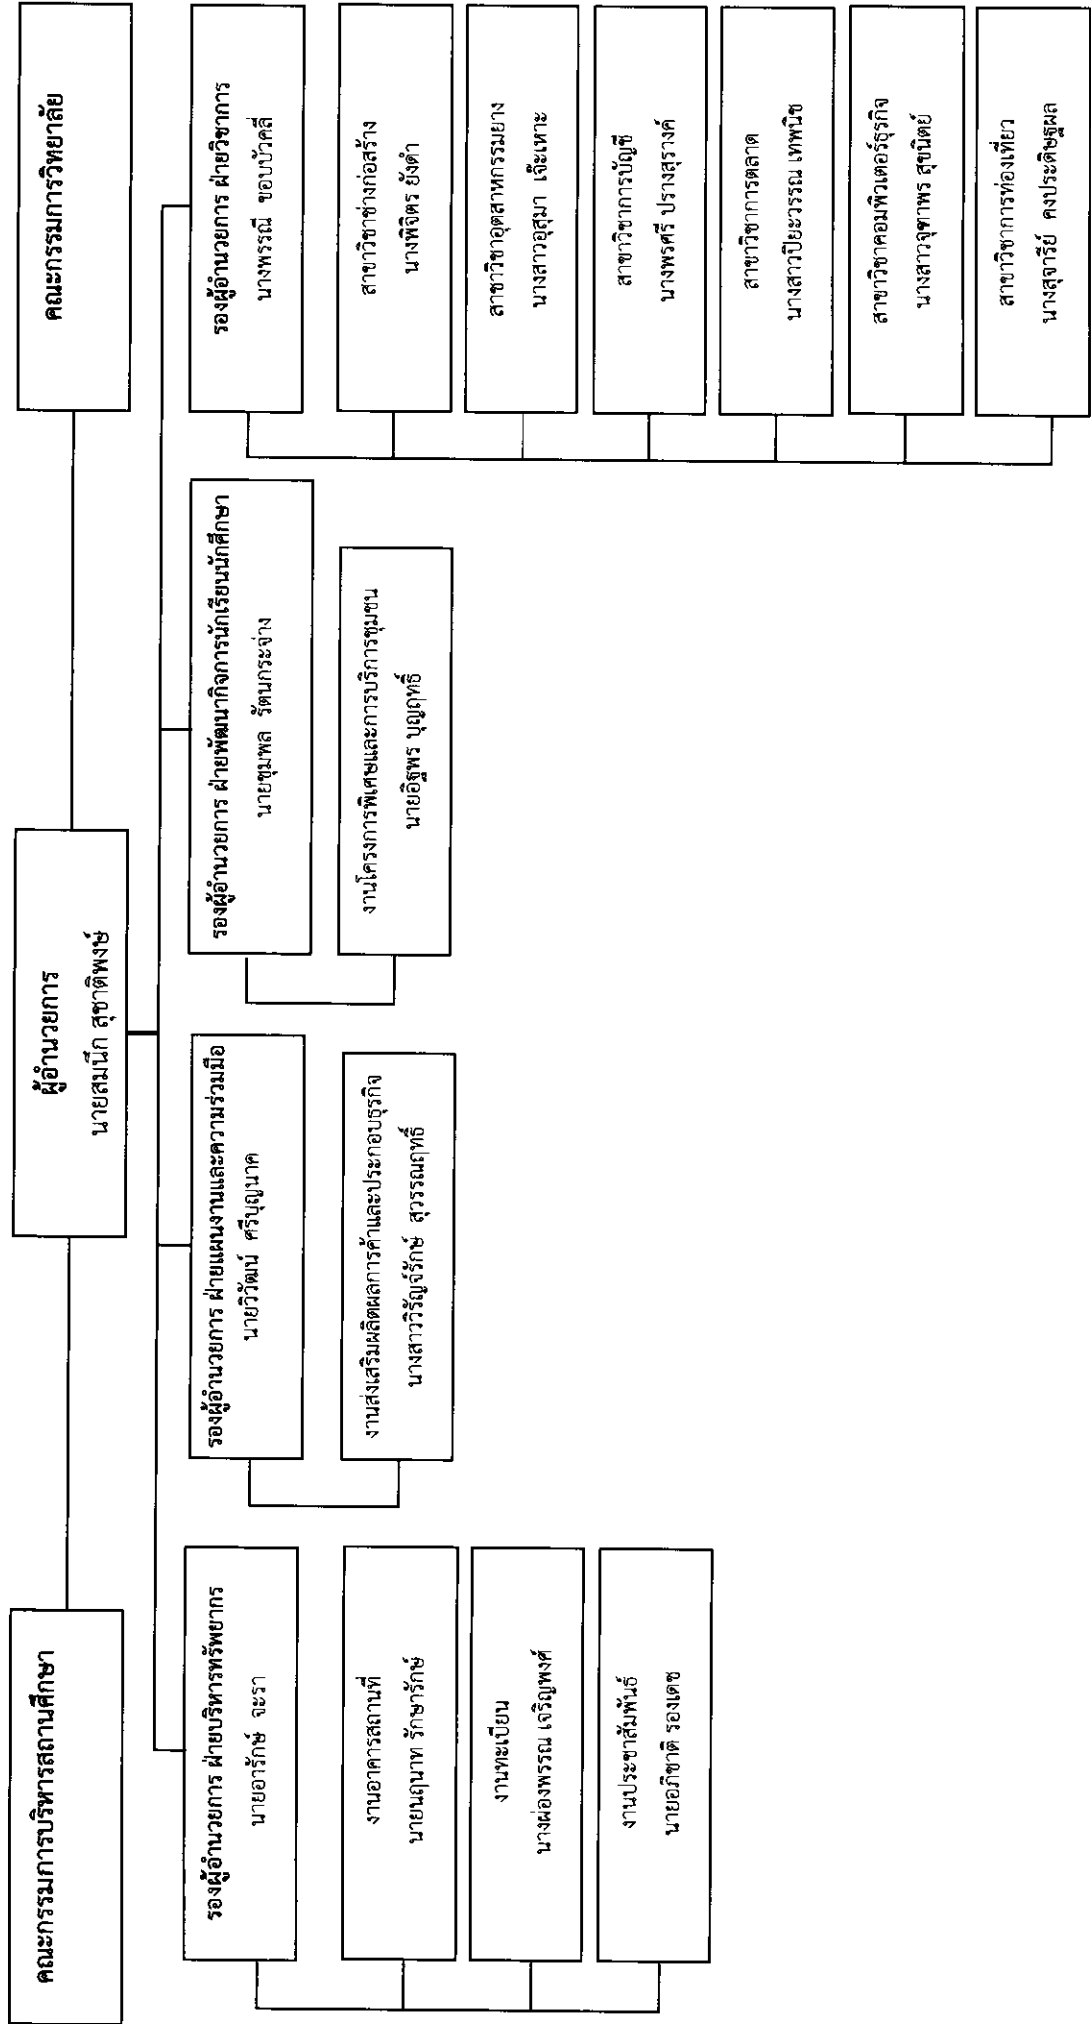 คณะกรรมการบริหารสถานศึกษา
ผู้อำนวยการ
นายสมนึก สุชาติพงษ์
คณะกรรมการวิทยาลัย
รองผู้อำนวยการ ฝ่ายบริหารทรัพยากร
นายอารักษ์ จะรา
งานอาคารสถานที่
นายนฤนาท รักษารักษ์
งานทะเบียน
นางผ่องพรรณ เจริญพงศ์
งานประชาสัมพันธ์
นายอภิชาติ รองเดช
รองผู้อำนวยการ ฝ่ายแผนงานและความร่วมมือ
นายวิวัฒน์ ศรีบุญนาค
งานส่งเสริมผลิตผลการค้าและประกอบธุรกิจ
นางสาววิรัญจ์รักษ์ สุวรรณฤทธิ์
รองผู้อำนวยการ ฝ่ายพัฒนากิจการนักเรียนนักศึกษา
นายชุมพล รัตนกระจ่าง
งานโครงการพิเศษและการบริการชุมชน
นายอิฐพร บุญฤทธิ์
รองผู้อำนวยการ ฝ่ายวิชาการ
นางพรรณี ขอบบัวคลี่
สาขาวิชาช่างก่อสร้าง
นางพิจิตร ยังดำ
สาชาวิชาอุตสาหกรรมยาง
นางสาวอุสุมา เจ๊ะเหาะ
สาขาวิชาการบัญชี
นางพรศรี ปรางสุรางค์
สาขาวิชาการตลาด
นางสาวปิยะวรรณ เทพนิช
สาขาวิชาคอมพิวเตอร์ธุรกิจ
นางสาวจุฑาพร สุขนิตย์
สาขาวิชาการท่องเที่ยว
นางสุจารีย์ คงประดิษฐผล